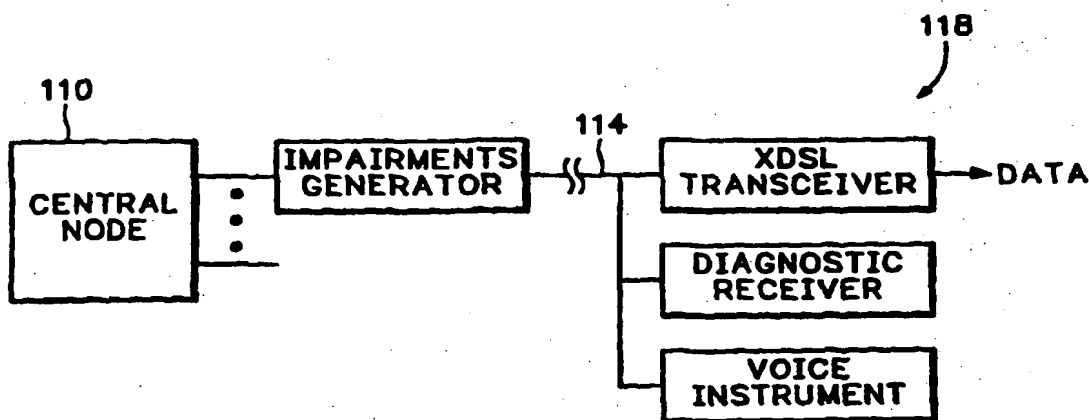 118
110
114
CENTRAL
NODE
IMPAIRMENTS
GENERATOR
XDSL
TRANSCEIVER
DATA
DIAGNOSTIC
RECEIVER
VOICE
INSTRUMENT